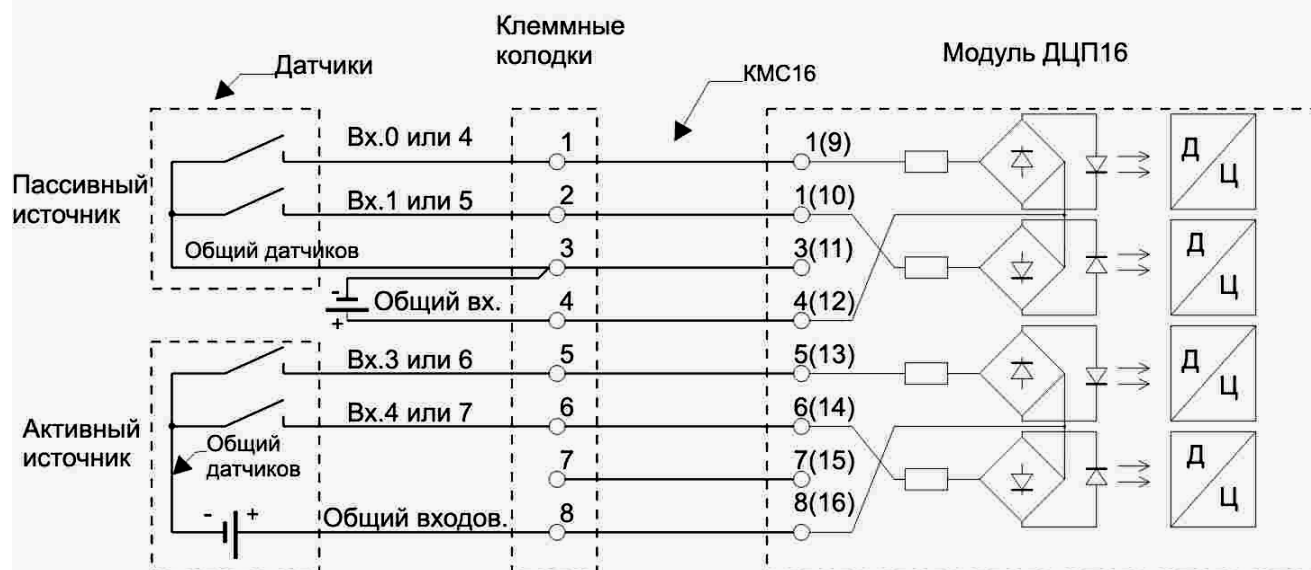 Клеммные
колодки
Датчики
КМС16
Модуль ДЦП16
Вх.0 или 4
1
1(9)
Д
Ц
Пассивный
источник
Вх.1 или 5
2
1(10)
Общий датчиков
3
3(11)
Д
Ц
-
+
Общий вх.
4
4(12)
Вх.3 или 6
5
5(13)
Д
Ц
Вх.4 или 7
6
6(14)
Активный
источник
Общий
датчиков
7
7(15)
Д
Ц
- +
Общий входов.
8
8(16)